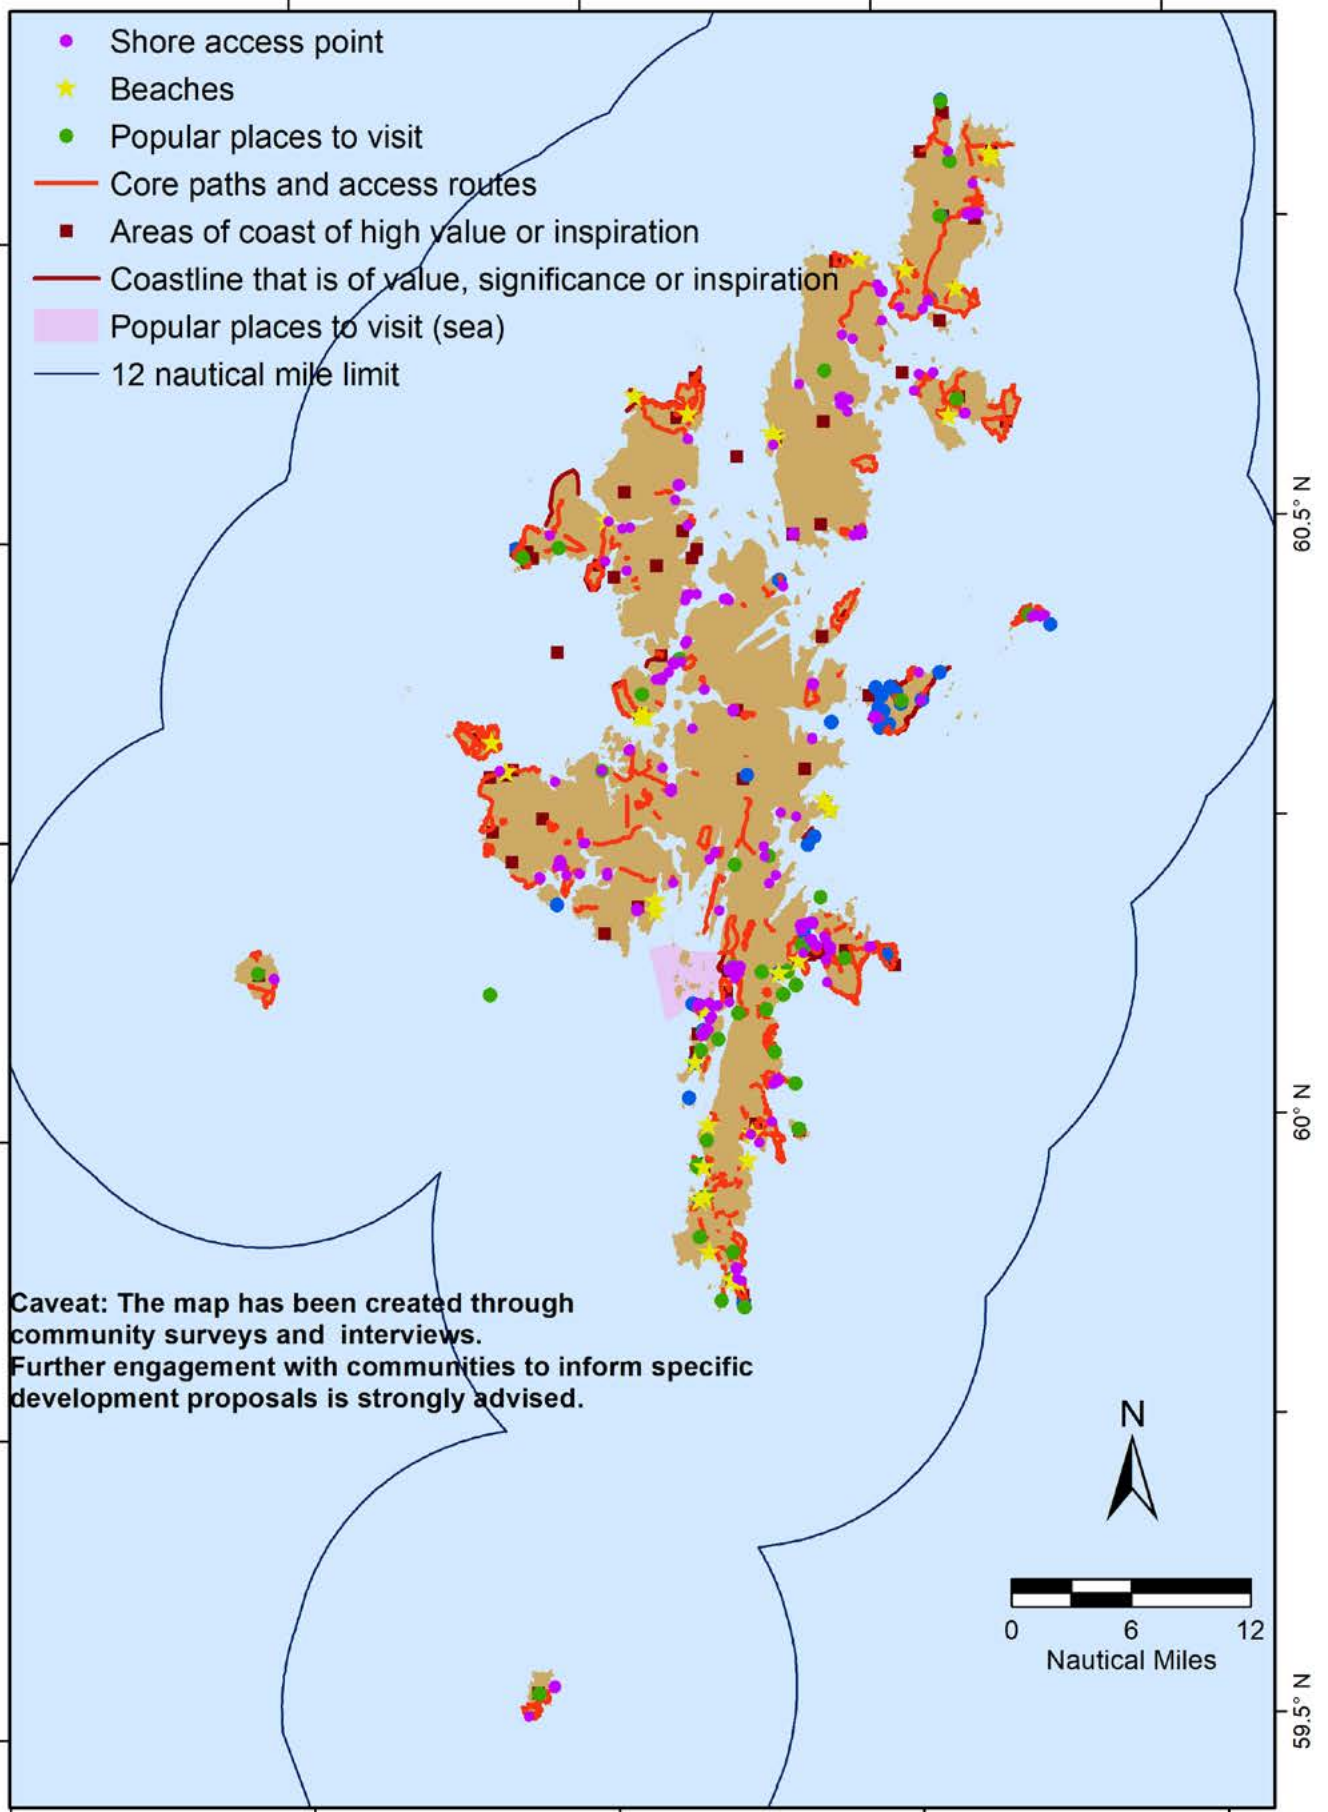 Shore access point
Beaches
Popular places to visit
Core paths and access routes
Areas of coast of high value or inspiration
Coastline that is of value, significance or inspiration
Popular places to visit (sea)
12 nautical mile limit
60.5° N
60° N
Caveat: The map has been created through
community surveys and interviews.
Further engagement with communities to inform specific
development proposals is strongly advised.
N
0 6 12
Nautical Miles
59.5° N